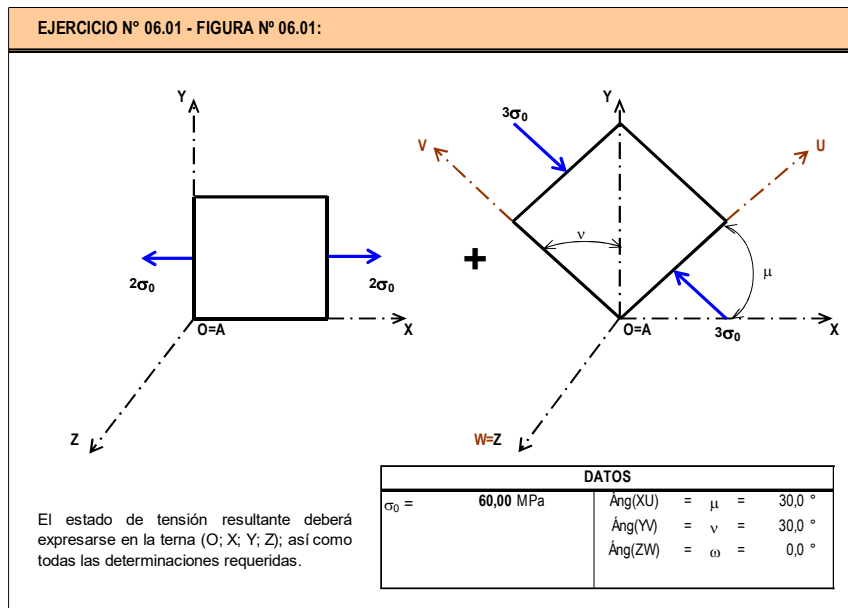 EJERCICIO N° 06.01 - FIGURA Nº 06.01:
Y
2σ₀
2σ₀
O=A
X
Z
+
Y
3σ₀
V
U
ν
μ
O=A
3σ₀
X
W=Z
El estado de tensión resultante deberá
expresarse en la terna (O; X; Y; Z); así como
todas las determinaciones requeridas.
DATOS
σ₀ = 60,00 MPa Áng(XU) = μ = 30,0 °
Áng(YV) = ν = 30,0 °
Áng(ZW) = ω = 0,0 °